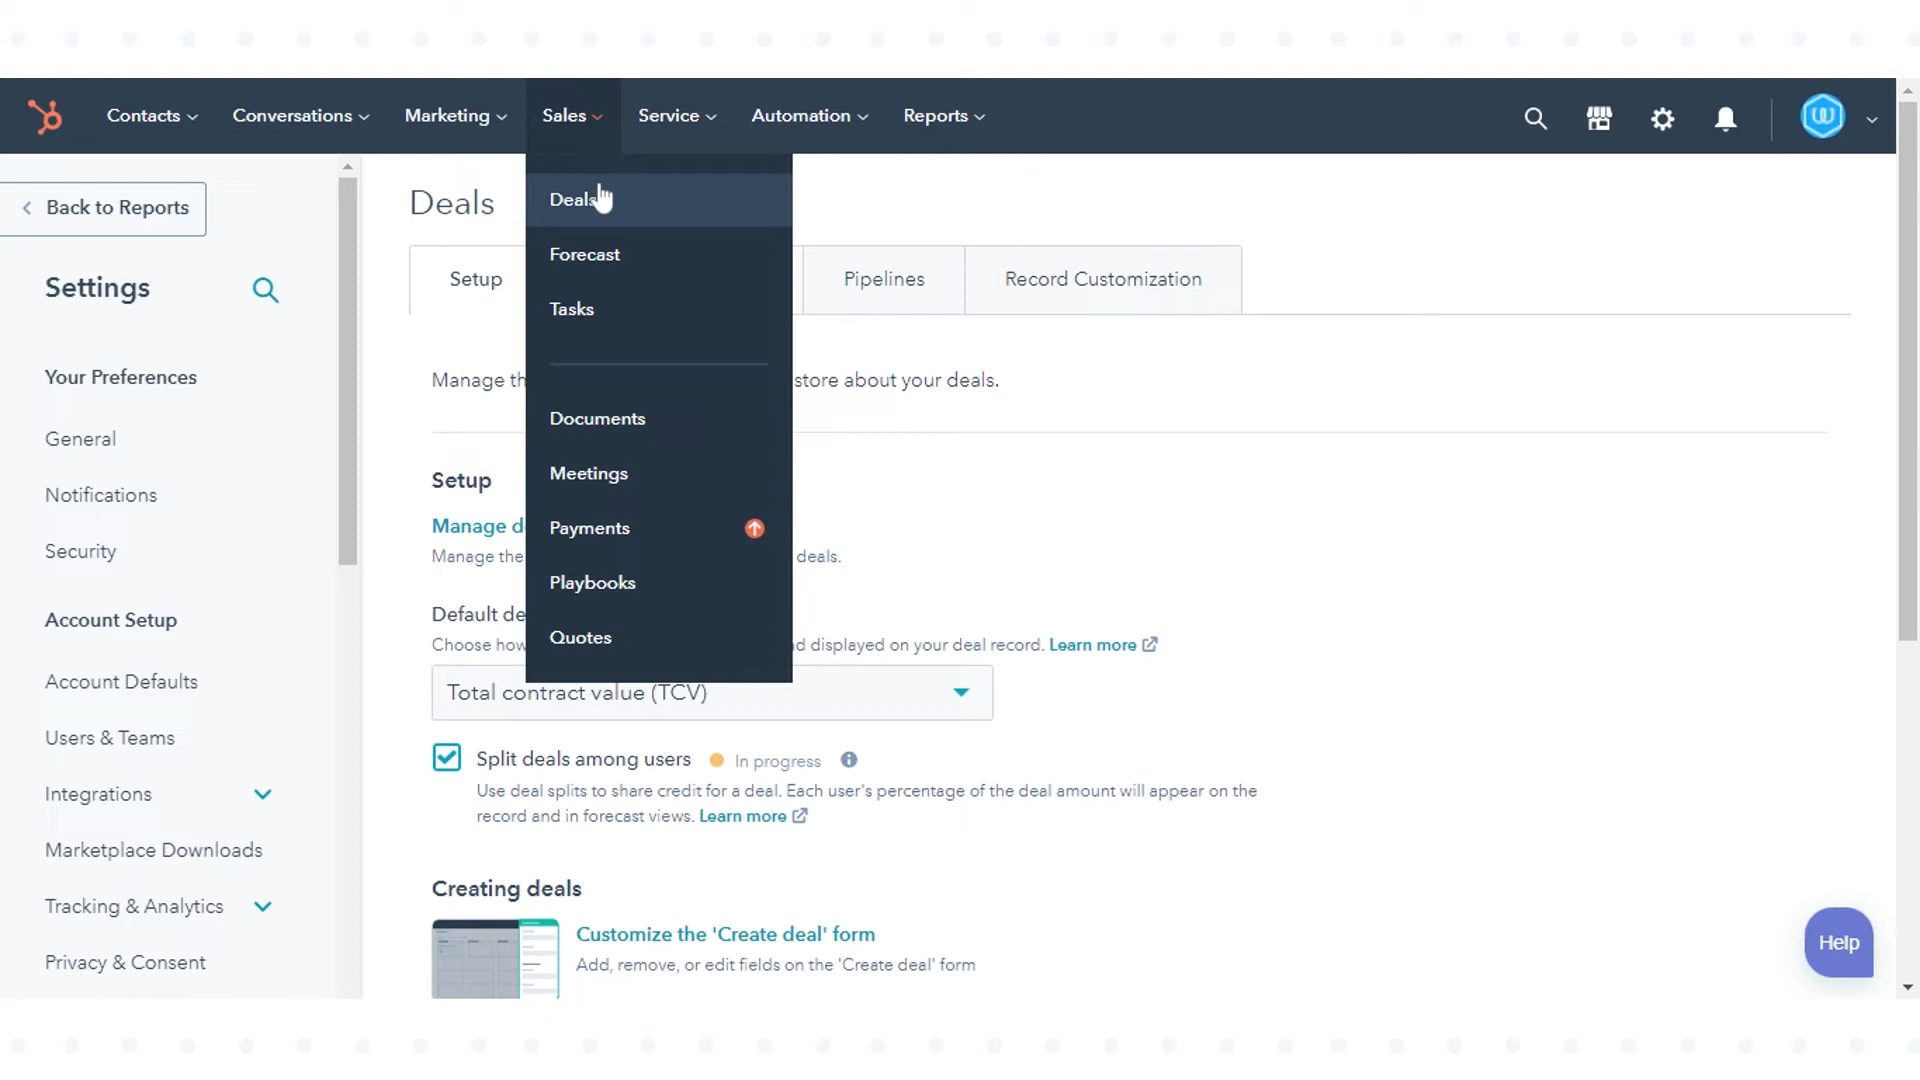 Contacts
Conversations
Marketing
Sales
Service
Automation
Reports
Back to Reports
Settings
Your Preferences
General
Notifications
Security
Account Setup
Account Defaults
Users & Teams
Integrations
Marketplace Downloads
Tracking & Analytics
Privacy & Consent
Deals
Forecast
Tasks
Documents
Meetings
Payments
Playbooks
Quotes
Deals
Setup
Pipelines
Record Customization
Manage th store about your deals.
Setup
Manage d
Manage the deals.
Default de
Choose how d displayed on your deal record. Learn more
Total contract value (TCV)
Split deals among users In progress
Use deal splits to share credit for a deal. Each user's percentage of the deal amount will appear on the
record and in forecast views. Learn more
Creating deals
Customize the 'Create deal' form
Add, remove, or edit fields on the 'Create deal' form
Help